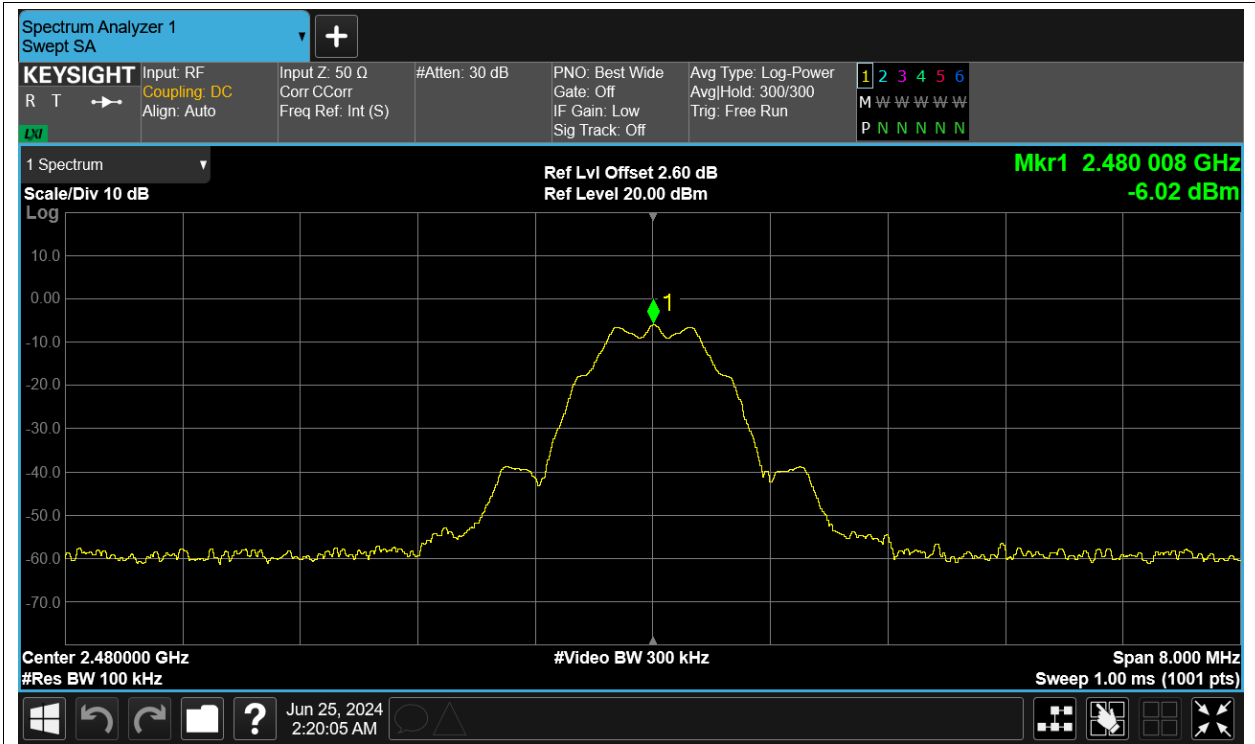 Spectrum Analyzer 1
Swept SA
KEYSIGHT
R T
LXI
Input: RF
Coupling: DC
Align: Auto
Input Z: 50 Ω
Corr CCorr
Freq Ref: Int (S)
#Atten: 30 dB
PNO: Best Wide
Gate: Off
IF Gain: Low
Sig Track: Off
Avg Type: Log-Power
Avg|Hold: 300/300
Trig: Free Run
1 2 3 4 5 6
M W W W W W
P N N N N N
1 Spectrum
Scale/Div 10 dB
Ref Lvl Offset 2.60 dB
Ref Level 20.00 dBm
Mkr1 2.480 008 GHz
-6.02 dBm
Log
10.0
0.00
-10.0
-20.0
-30.0
-40.0
-50.0
-60.0
-70.0
1
Center 2.480000 GHz
#Res BW 100 kHz
#Video BW 300 kHz
Span 8.000 MHz
Sweep 1.00 ms (1001 pts)
?
Jun 25, 2024
2:20:05 AM